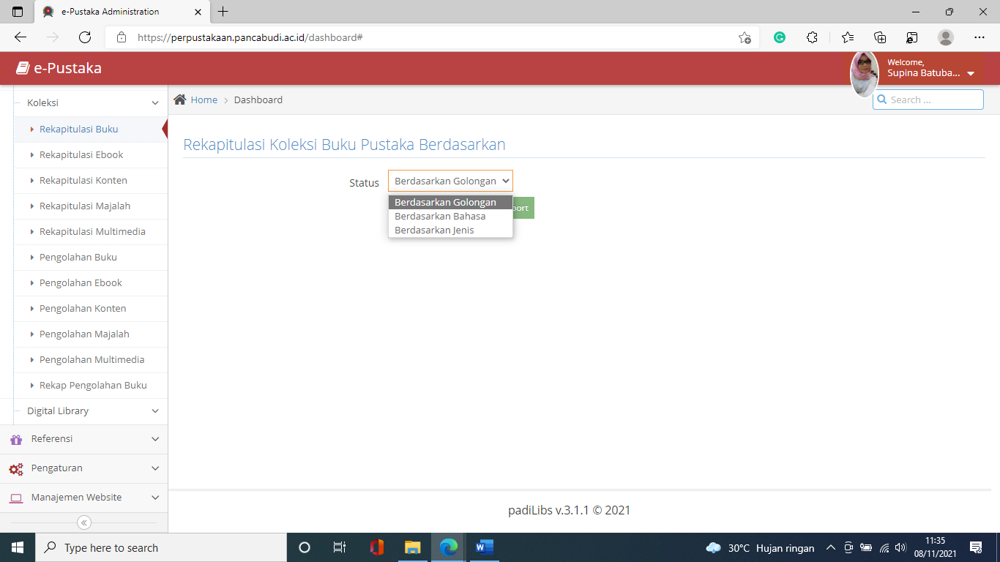 e-Pustaka Administration
https://perpustakaan.pancabudi.ac.id/dashboard#
e-Pustaka
Welcome,
Supina Batuba...
Koleksi
Home > Dashboard
Search ...
Rekapitulasi Buku
Rekapitulasi Ebook
Rekapitulasi Konten
Rekapitulasi Majalah
Rekapitulasi Multimedia
Pengolahan Buku
Pengolahan Ebook
Pengolahan Konten
Pengolahan Majalah
Pengolahan Multimedia
Rekap Pengolahan Buku
Digital Library
Referensi
Pengaturan
Manajemen Website
Rekapitulasi Koleksi Buku Pustaka Berdasarkan
Status
Berdasarkan Golongan
Berdasarkan Golongan
Berdasarkan Bahasa
Berdasarkan Jenis
port
padiLibs v.3.1.1 © 2021
Type here to search
30°C Hujan ringan
11:35
08/11/2021